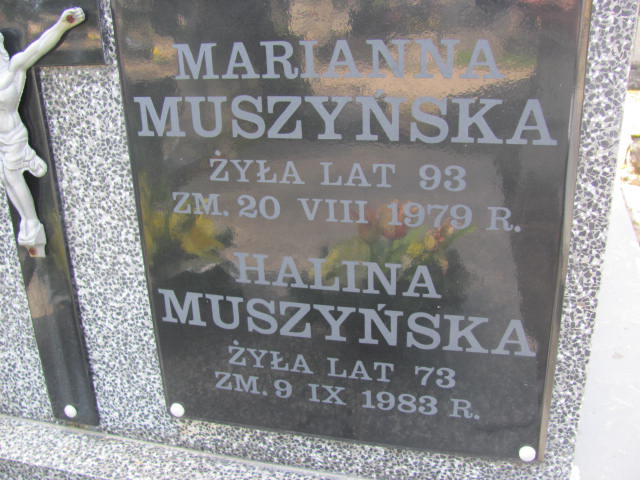 MARIANNA
MUSZYŃSKA
ŻYŁA LAT 93
ZM. 20 VIII 1979 R.
HALINA
MUSZYŃSKA
ŻYŁA LAT 73
ZM. 9 IX 1983 R.